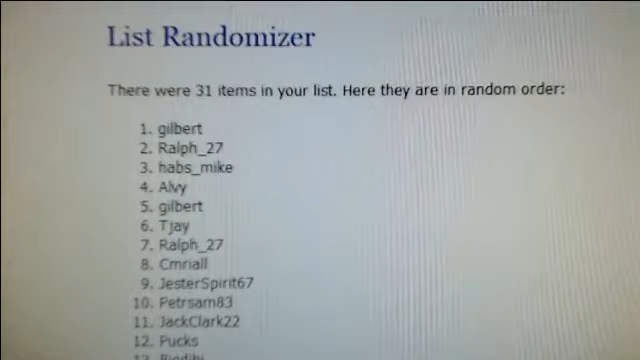 List Randomizer
There were 31 items in your list. Here they are in random order:
1. gilbert
2. Ralph_27
3. habs_mike
4. Alvy
5. gilbert
6. Tjay
7. Ralph_27
8. Cmriall
9. JesterSpirit67
10. Petrsam83
11. JackClark22
12. Pucks